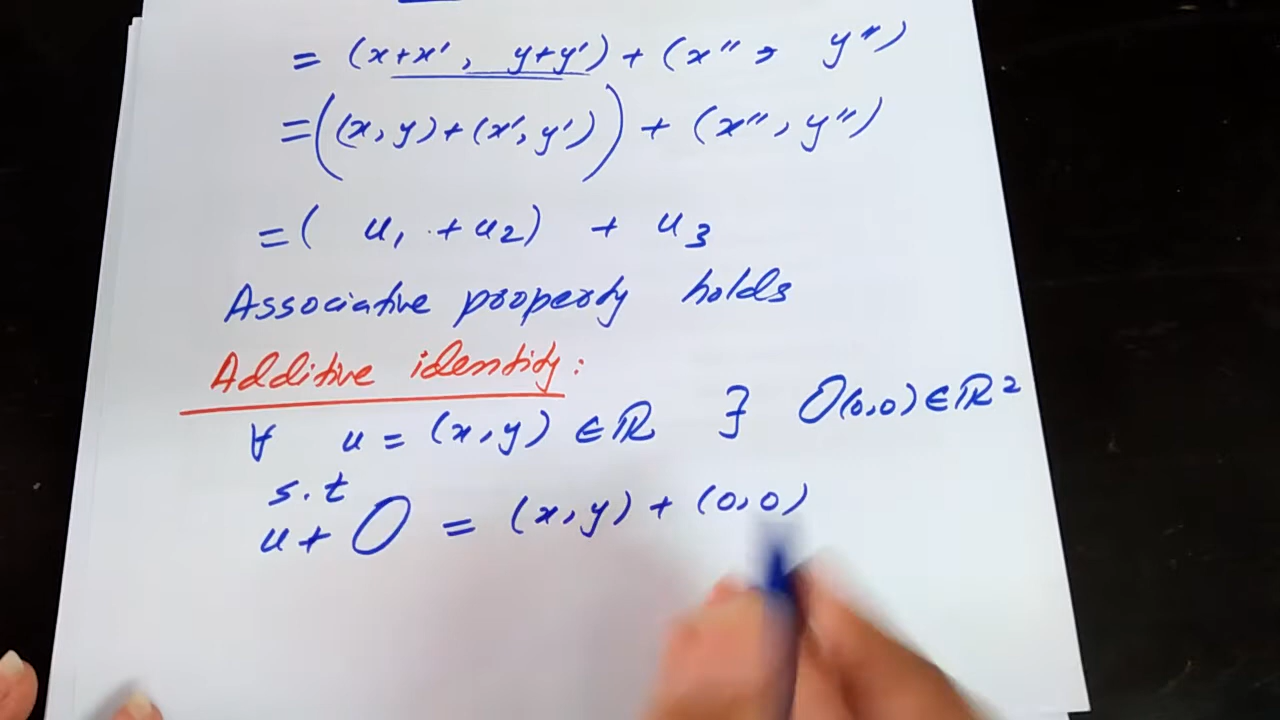 = (x+x', y+y') + (x'', y'')
= ((x,y)+(x',y')) + (x'', y'')
= ( u₁ + u₂) + u₃
Associative property holds
Additive identity:
∀ u = (x,y) ∈ ℝ ∃ O(0,0) ∈ ℝ²
s.t
u+O = (x,y) + (0,0)